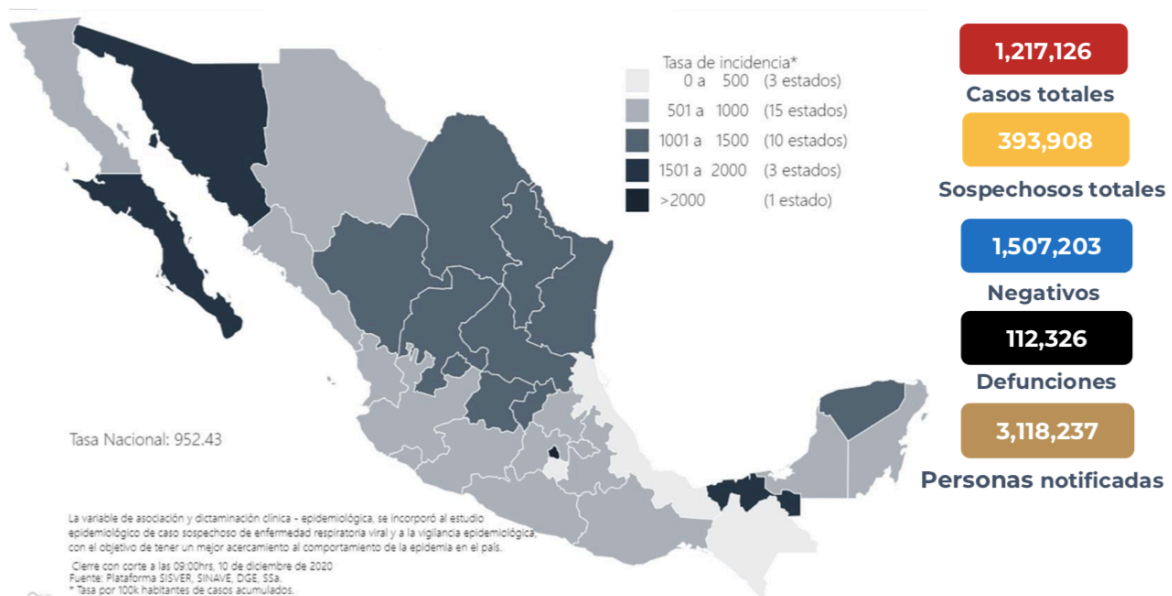 Tasa de incidencia*
0 a 500 (3 estados)
501 a 1000 (15 estados)
1001 a 1500 (10 estados)
1501 a 2000 (3 estados)
>2000 (1 estado)
Tasa Nacional: 952.43
La variable de asociación y dictaminación clínica - epidemiológica, se incorporó al estudio
epidemiológico de caso sospechoso de enfermedad respiratoria viral y a la vigilancia epidemiológica,
con el objetivo de tener un mejor acercamiento al comportamiento de la epidemia en el país.
Cierre con corte a las 09:00hrs, 10 de diciembre de 2020
Fuente: Plataforma SISVER, SINAVE, DGE, SSa.
* Tasa por 100k habitantes de casos acumulados.
1,217,126
Casos totales
393,908
Sospechosos totales
1,507,203
Negativos
112,326
Defunciones
3,118,237
Personas notificadas